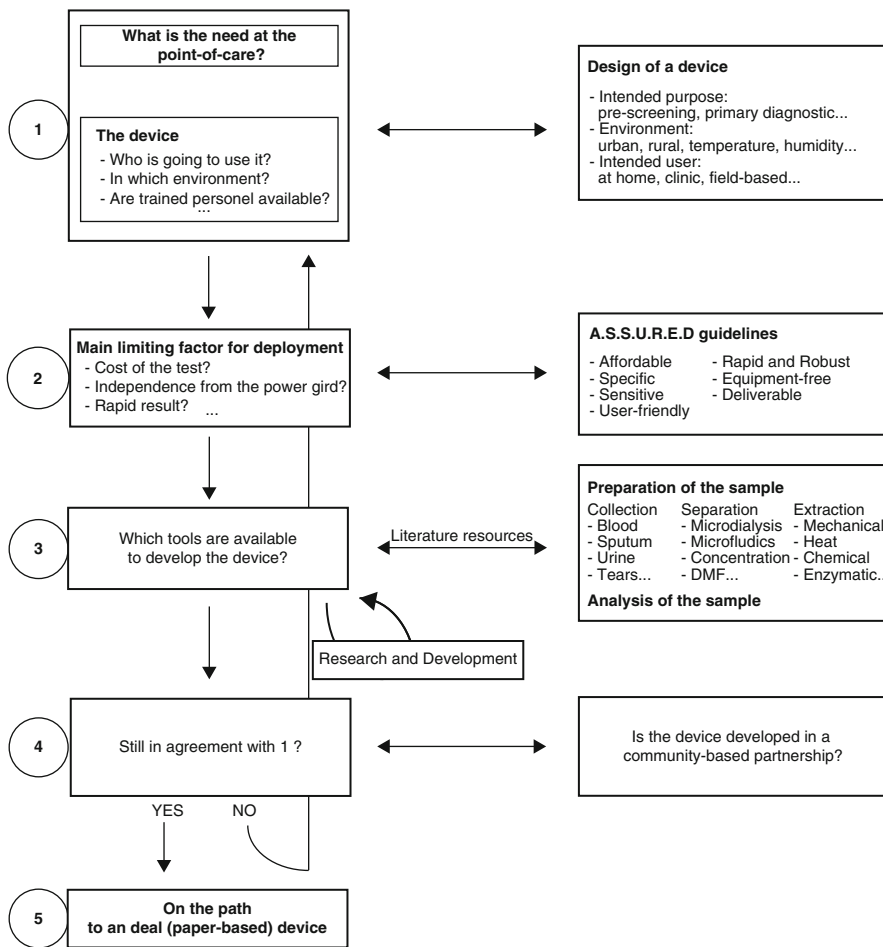 What is the need at the
point-of-care?
1
The device
- Who is going to use it?
- In which environment?
- Are trained personel available?
...
Design of a device
- Intended purpose:
pre-screening, primary diagnostic...
- Environment:
urban, rural, temperature, humidity...
- Intended user:
at home, clinic, field-based...
2
Main limiting factor for deployment
- Cost of the test?
- Independence from the power gird?
- Rapid result?
...
A.S.S.U.R.E.D guidelines
- Affordable
- Specific
- Sensitive
- User-friendly
- Rapid and Robust
- Equipment-free
- Deliverable
3
Which tools are available
to develop the device?
Literature resources
Preparation of the sample
Collection
- Blood
- Sputum
- Urine
- Tears...
Separation
- Microdialysis
- Microfludics
- Concentration
- DMF...
Extraction
- Mechanical
- Heat
- Chemical
- Enzymatic...
Analysis of the sample
Research and Development
4
Still in agreement with 1 ?
Is the device developed in a
community-based partnership?
YES
NO
5
On the path
to an deal (paper-based) device